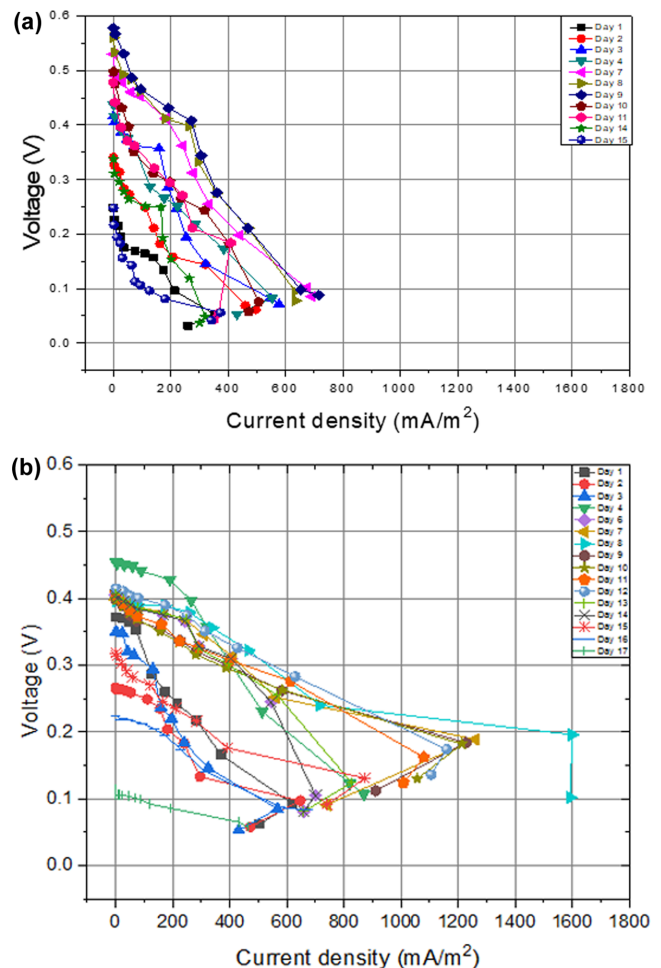 (a)
0.6
0.5
0.4
0.3
0.2
0.1
0.0
Voltage (V)
Day 1
Day 2
Day 3
Day 4
Day 7
Day 8
Day 9
Day 10
Day 11
Day 14
Day 15
0 200 400 600 800 1000 1200 1400 1600 1800
Current density (mA/m²)
(b)
0.6
0.5
0.4
0.3
0.2
0.1
0.0
Voltage (V)
Day 1
Day 2
Day 3
Day 4
Day 6
Day 7
Day 8
Day 9
Day 10
Day 11
Day 12
Day 13
Day 14
Day 15
Day 16
Day 17
0 200 400 600 800 1000 1200 1400 1600 1800
Current density (mA/m²)